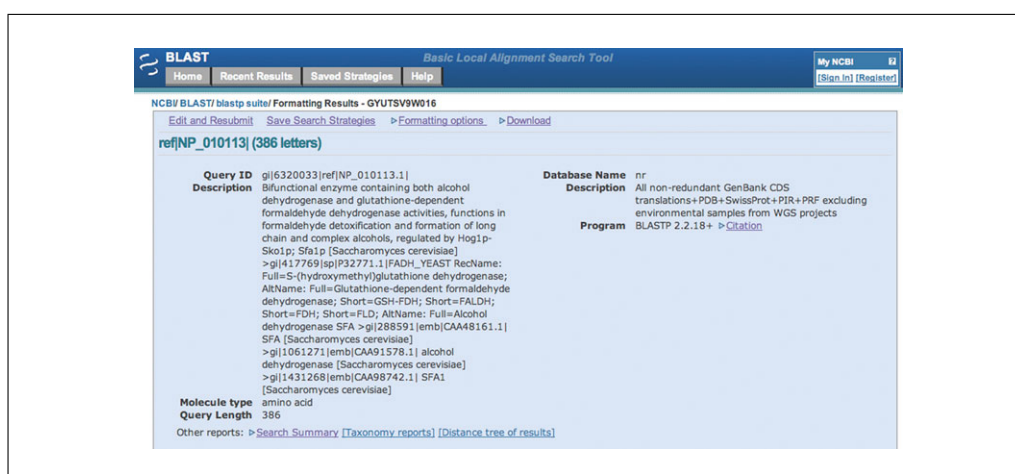 BLAST
Basic Local Alignment Search Tool
My NCBI
[Sign In] [Register]
Home Recent Results Saved Strategies Help
NCBI/ BLAST/ blastp suite/ Formatting Results - GYUTSV9W016
Edit and Resubmit Save Search Strategies Formatting options Download
ref|NP_010113| (386 letters)
Query ID gi|6320033|ref|NP_010113.1|
Description Bifunctional enzyme containing both alcohol
dehydrogenase and glutathione-dependent
formaldehyde dehydrogenase activities, functions in
formaldehyde detoxification and formation of long
chain and complex alcohols, regulated by Hog1p-
Sko1p; Sfa1p [Saccharomyces cerevisiae]
>gi|417769|sp|P32771.1|FADH_YEAST RecName:
Full=S-(hydroxymethyl)glutathione dehydrogenase;
AltName: Full=Glutathione-dependent formaldehyde
dehydrogenase; Short=GSH-FDH; Short=FALDH;
Short=FDH; Short=FLD; AltName: Full=Alcohol
dehydrogenase SFA >gi|288591|emb|CAA48161.1|
SFA [Saccharomyces cerevisiae]
>gi|1061271|emb|CAA91578.1| alcohol
dehydrogenase [Saccharomyces cerevisiae]
>gi|1431268|emb|CAA98742.1| SFA1
[Saccharomyces cerevisiae]
Molecule type amino acid
Query Length 386
Database Name nr
Description All non-redundant GenBank CDS
translations+PDB+SwissProt+PIR+PRF excluding
environmental samples from WGS projects
Program BLASTP 2.2.18+ Citation
Other reports: Search Summary [Taxonomy reports] [Distance tree of results]